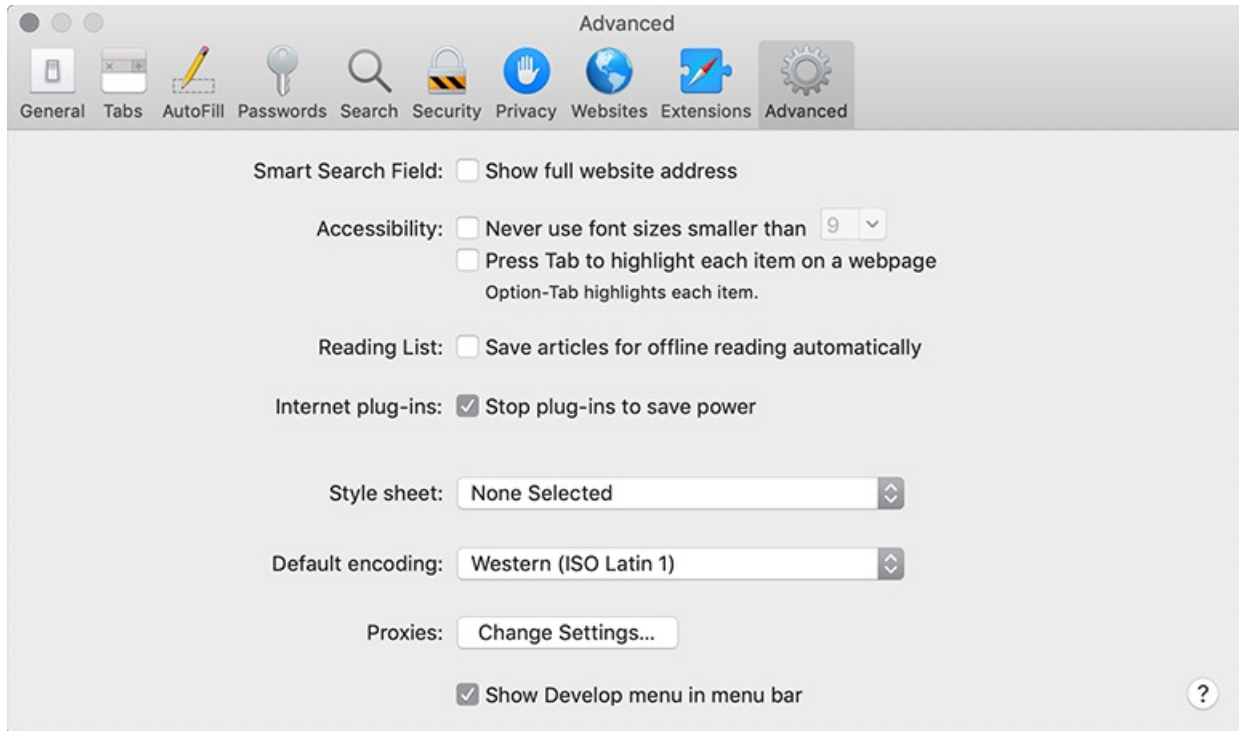 Advanced
General Tabs AutoFill Passwords Search Security Privacy Websites Extensions Advanced
Smart Search Field: Show full website address
Accessibility: Never use font sizes smaller than 9
Press Tab to highlight each item on a webpage
Option-Tab highlights each item.
Reading List: Save articles for offline reading automatically
Internet plug-ins: Stop plug-ins to save power
Style sheet: None Selected
Default encoding: Western (ISO Latin 1)
Proxies: Change Settings...
Show Develop menu in menu bar
?